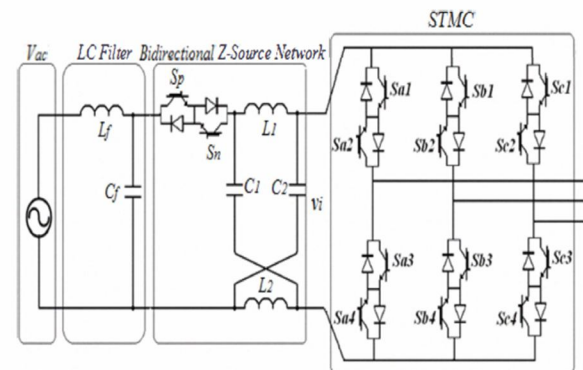 STMC
Vac
LC Filter
Bidirectional Z-Source Network
Sp
Sn
Lf
Cf
L1
C1
C2
vi
L2
Sa1
Sb1
Sc1
Sa2
Sb2
Sc2
Sa3
Sb3
Sc3
Sa4
Sb4
Sc4